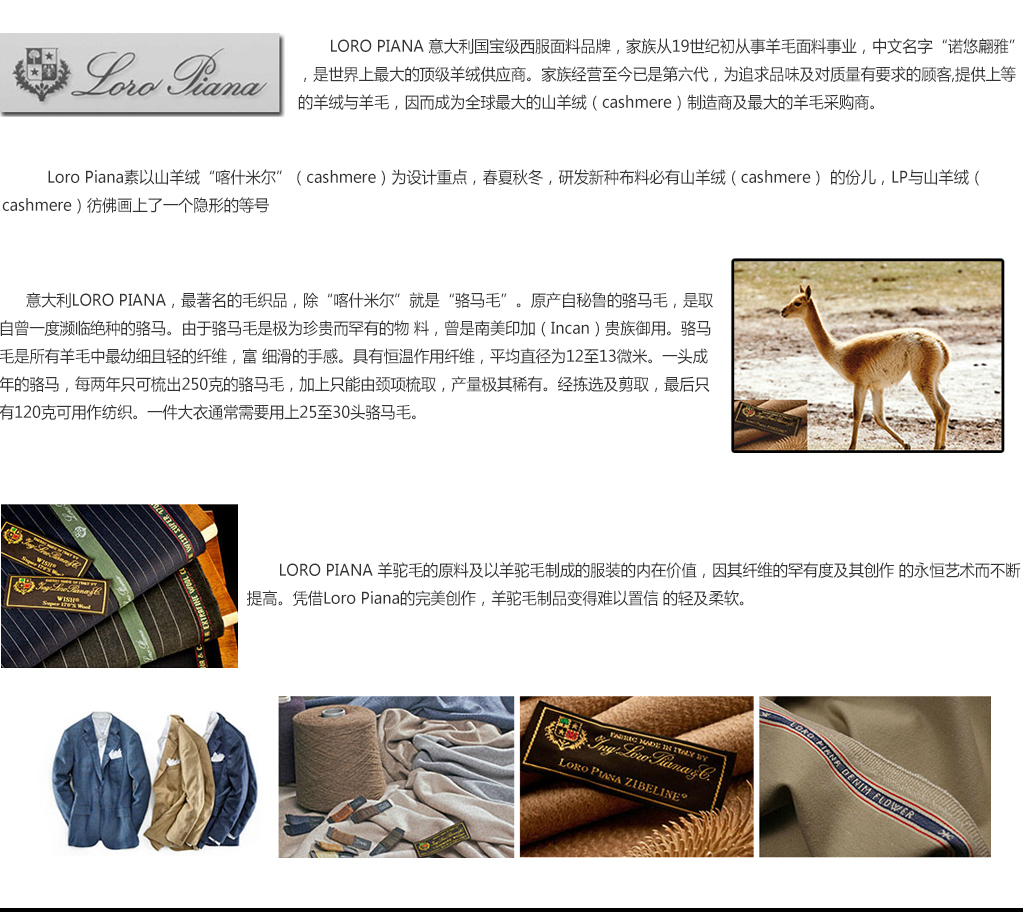 Loro Piana
LORO PIANA 意大利国宝级西服面料品牌，家族从19世纪初从事羊毛面料事业，中文名字“诺悠翩雅”
，是世界上最大的顶级羊绒供应商。家族经营至今已是第六代，为追求品味及对质量有要求的顾客,提供上等
的羊绒与羊毛，因而成为全球最大的山羊绒（cashmere）制造商及最大的羊毛采购商。
Loro Piana素以山羊绒“喀什米尔”（cashmere）为设计重点，春夏秋冬，研发新种布料必有山羊绒（cashmere） 的份儿，LP与山羊绒（
cashmere）彷佛画上了一个隐形的等号
意大利LORO PIANA，最著名的毛织品，除“喀什米尔”就是“骆马毛”。原产自秘鲁的骆马毛，是取
自曾一度濒临绝种的骆马。由于骆马毛是极为珍贵而罕有的物 料，曾是南美印加（Incan）贵族御用。骆马
毛是所有羊毛中最幼细且轻的纤维，富 细滑的手感。具有恒温作用纤维，平均直径为12至13微米。一头成
年的骆马，每两年只可梳出250克的骆马毛，加上只能由颈项梳取，产量极其稀有。经拣选及剪取，最后只
有120克可用作纺织。一件大衣通常需要用上25至30头骆马毛。
LORO PIANA 羊驼毛的原料及以羊驼毛制成的服装的内在价值，因其纤维的罕有度及其创作 的永恒艺术而不断
提高。凭借Loro Piana的完美创作，羊驼毛制品变得难以置信 的轻及柔软。
FABRIC MADE IN ITALY BY
Ing. Loro Piana & C.
WISH®
Super 170's Wool
FABRIC MADE IN ITALY BY
Ing. Loro Piana & C.
WISH®
Super 170's Wool
FABRIC MADE IN ITALY BY
Ing. Loro Piana & C.
LORO PIANA ZIBELINE®
LORO PIANA DENIM FLOWER